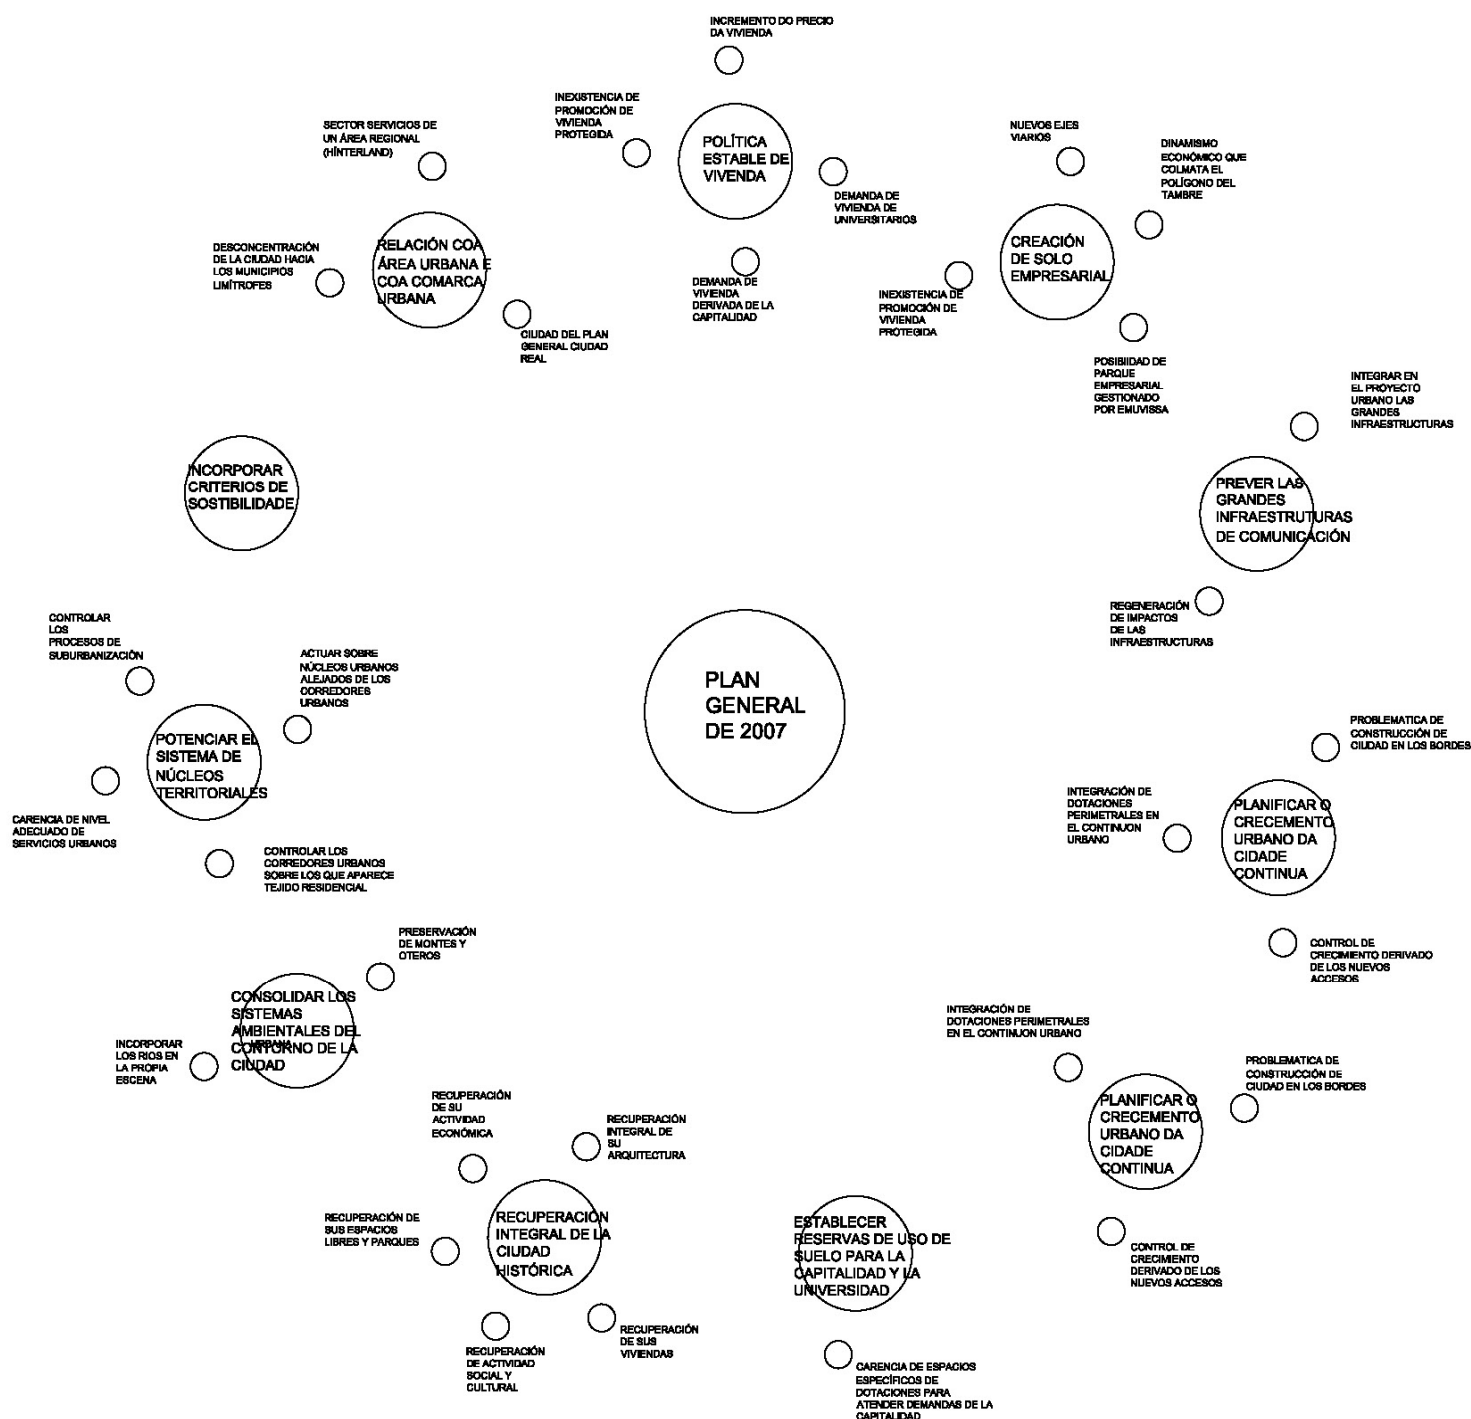 INCREMENTO DO PRECIO
DA VIVIENDA
INEXISTENCIA DE
PROMOCIÓN DE
VIVIENDA
PROTEGIDA
POLÍTICA
ESTABLE DE
VIVENDA
DEMANDA DE
VIVIENDA DE
UNIVERSITARIOS
DEMANDA DE
VIVIENDA
DERIVADA DE LA
CAPITALIDAD
SECTOR SERVICIOS DE
UN ÁREA REGIONAL
(HÍNTERLAND)
DESCONCENTRACIÓN
DE LA CIUDAD HACIA
LOS MUNICIPIOS
LIMÍTROFES
RELACIÓN COA
ÁREA URBANA E
COA COMARCA
URBANA
CIUDAD DEL PLAN
GENERAL CIUDAD
REAL
NUEVOS EJES
VIARIOS
DINAMISMO
ECONÓMICO QUE
COLMATA EL
POLÍGONO DEL
TAMBRE
CREACIÓN
DE SOLO
EMPRESARIAL
INEXISTENCIA DE
PROMOCIÓN DE
VIVIENDA
PROTEGIDA
POSIBIIDAD DE
PARQUE
EMPRESARIAL
GESTIONADO
POR EMUVISSA
INTEGRAR EN
EL PROYECTO
URBANO LAS
GRANDES
INFRAESTRUCTURAS
PREVER LAS
GRANDES
INFRAESTRUTURAS
DE COMUNICACIÓN
REGENERACIÓN
DE IMPACTOS
DE LAS
INFRAESTRUCTURAS
INCORPORAR
CRITERIOS DE
SOSTIBILIDADE
CONTROLAR
LOS
PROCESOS DE
SUBURBANIZACIÓN
ACTUAR SOBRE
NÚCLEOS URBANOS
ALEJADOS DE LOS
CORREDORES
URBANOS
POTENCIAR EL
SISTEMA DE
NÚCLEOS
TERRITORIALES
CARENCIA DE NIVEL
ADECUADO DE
SERVICIOS URBANOS
CONTROLAR LOS
CORREDORES URBANOS
SOBRE LOS QUE APARECE
TEJIDO RESIDENCIAL
PLAN
GENERAL
DE 2007
PROBLEMATICA DE
CONSTRUCCIÓN DE
CIUDAD EN LOS BORDES
INTEGRACIÓN DE
DOTACIONES
PERIMETRALES EN
EL CONTINUON
URBANO
PLANIFICAR O
CRECEMENTO
URBANO DA
CIDADE
CONTINUA
CONTROL DE
CRECIMIENTO DERIVADO
DE LOS NUEVOS
ACCESOS
PRESERVACIÓN
DE MONTES Y
OTEROS
CONSOLIDAR LOS
SISTEMAS
AMBIENTALES DEL
URBANA
CONTORNO DE LA
CIUDAD
INCORPORAR
LOS RIOS EN
LA PROPIA
ESCENA
INTEGRACIÓN DE
DOTACIONES PERIMETRALES
EN EL CONTINUON URBANO
PROBLEMATICA DE
CONSTRUCCIÓN DE
CIUDAD EN LOS BORDES
PLANIFICAR O
CRECEMENTO
URBANO DA
CIDADE
CONTINUA
CONTROL DE
CRECIMIENTO
DERIVADO DE LOS
NUEVOS ACCESOS
RECUPERACIÓN
DE SU
ACTIVIDAD
ECONÓMICA
RECUPERACIÓN
INTEGRAL DE
SU
ARQUITECTURA
RECUPERACIÓN DE
SUS ESPACIOS
LIBRES Y PARQUES
RECUPERACIÓN
INTEGRAL DE LA
CIUDAD
HISTÓRICA
RECUPERACIÓN
DE ACTIVIDAD
SOCIAL Y
CULTURAL
RECUPERACIÓN
DE SUS
VIVIENDAS
ESTABLECER
RESERVAS DE USO DE
SUELO PARA LA
CAPITALIDAD Y LA
UNIVERSIDAD
CARENCIA DE ESPACIOS
ESPECÍFICOS DE
DOTACIONES PARA
ATENDER DEMANDAS DE LA
CAPITALIDAD